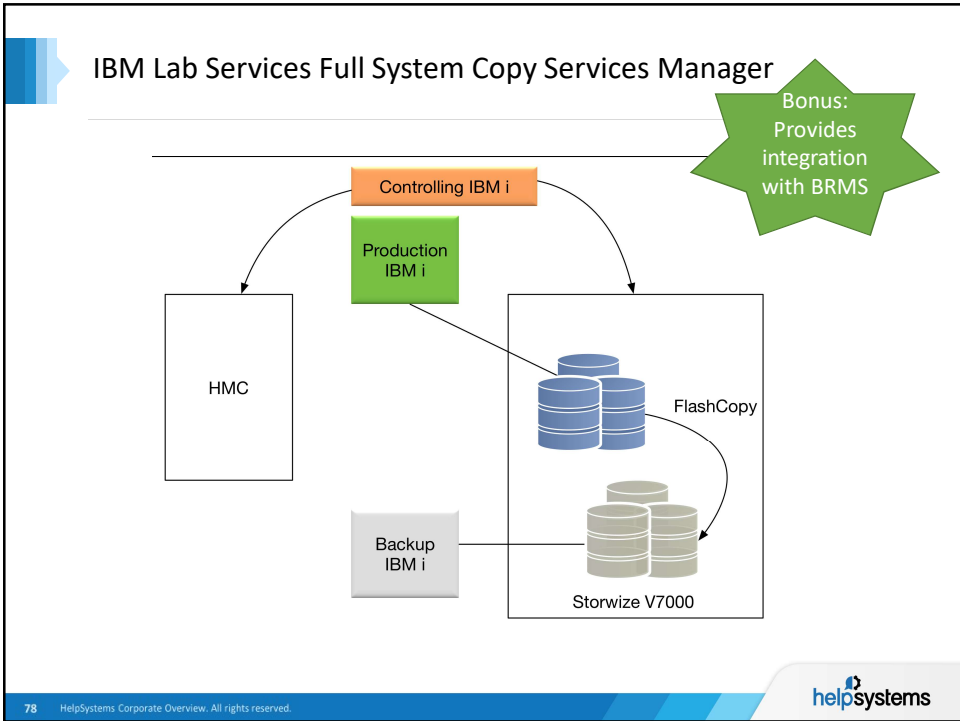 IBM Lab Services Full System Copy Services Manager
Bonus:
Provides
integration
with BRMS
Controlling IBM i
Production
IBM i
HMC
FlashCopy
Backup
IBM i
Storwize V7000
78 HelpSystems Corporate Overview. All rights reserved.
helpsystems